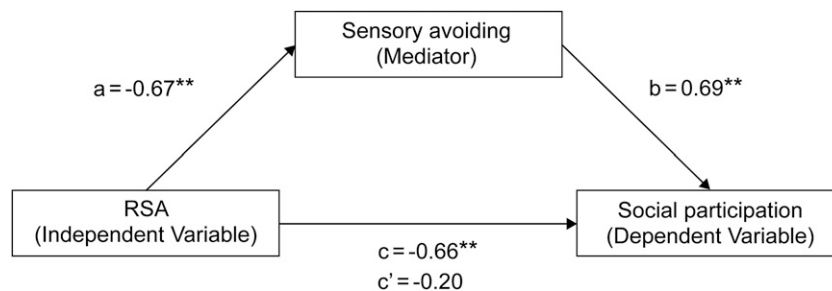 Sensory avoiding
(Mediator)
a=-0.67**
b=0.69**
RSA
(Independent Variable)
Social participation
(Dependent Variable)
c=-0.66**
c’=-0.20